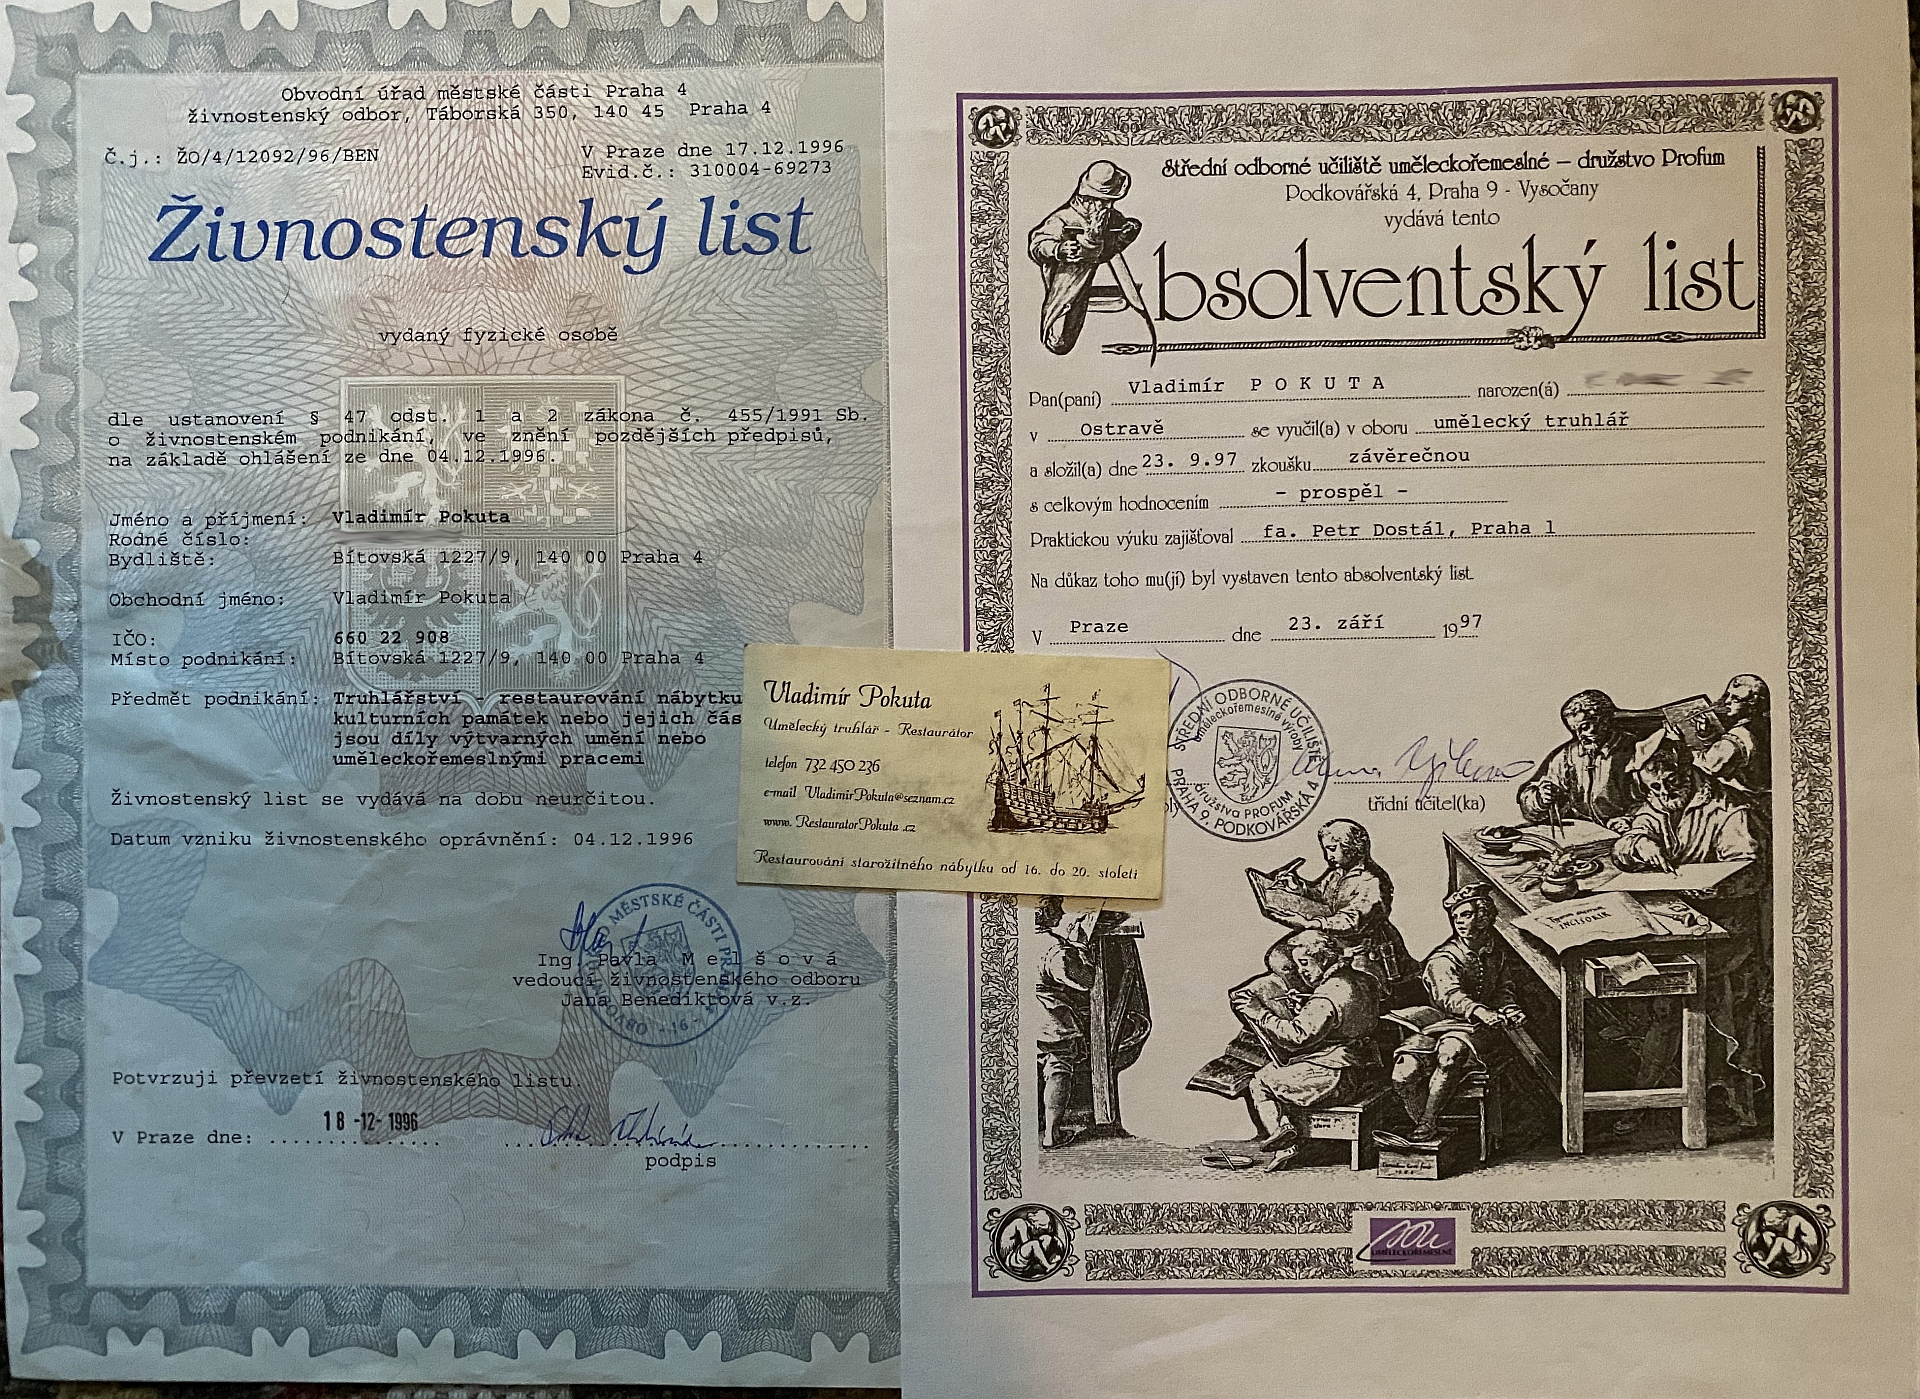 Obvodní úřad městské části Praha 4
živnostenský odbor, Táborská 350, 140 45 Praha 4
Č.j.: ŽO/4/12092/96/BEN
V Praze dne 17.12.1996
Evid.č.: 310004-69273
Živnostenský list
vydaný fyzické osobě
dle ustanovení § 47 odst. 1 a 2 zákona č. 455/1991 Sb.
o živnostenském podnikání, ve znění pozdějších předpisů,
na základě ohlášení ze dne 04.12.1996.
Jméno a příjmení: Vladimír Pokuta
Rodné číslo:
Bydliště: Bítovská 1227/9, 140 00 Praha 4
Obchodní jméno: Vladimír Pokuta
IČO: 660 22 908
Místo podnikání: Bítovská 1227/9, 140 00 Praha 4
Předmět podnikání: Truhlářství - restaurování nábytku
kulturních památek nebo jejich čás
jsou díly výtvarných umění nebo
uměleckořemeslnými pracemi
Živnostenský list se vydává na dobu neurčitou.
Datum vzniku živnostenského oprávnění: 04.12.1996
Ing. Pavla Melšová
vedoucí živnostenského odboru
Jana Benediktová v.z.
MĚSTSKÉ ČÁSTI
- 16 -
Potvrzuji převzetí živnostenského listu.
V Praze dne: 18 -12- 1996
podpis
Vladimír Pokuta
Umělecký truhlář - Restaurátor
telefon 732 450 236
e-mail VladimirPokuta@seznam.cz
www. RestauratorPokuta .cz
Restaurování starožitného nábytku od 16. do 20. století
Střední odborné učiliště uměleckořemeslné – družstvo Profum
Podkovářská 4, Praha 9 - Vysočany
vydává tento
Absolventský list
Pan(paní) Vladimír P O K U T A narozen(á)
v Ostravě se vyučil(a) v oboru umělecký truhlář
a složil(a) dne 23. 9.97 zkoušku závěrečnou
s celkovým hodnocením - prospěl -
Praktickou výuku zajišťoval fa. Petr Dostál, Praha 1
Na důkaz toho mu(jí) byl vystaven tento absolventský list.
V Praze dne 23. září 1997
STŘEDNÍ ODBORNÉ UČILIŠTĚ
uměleckořemeslné výroby
družstva PROFUM
PRAHA 9, PODKOVÁŘSKÁ 4
třídní učitel(ka)
INCISORIÆ
sou
UMĚLECKOŘEMESLNÉ